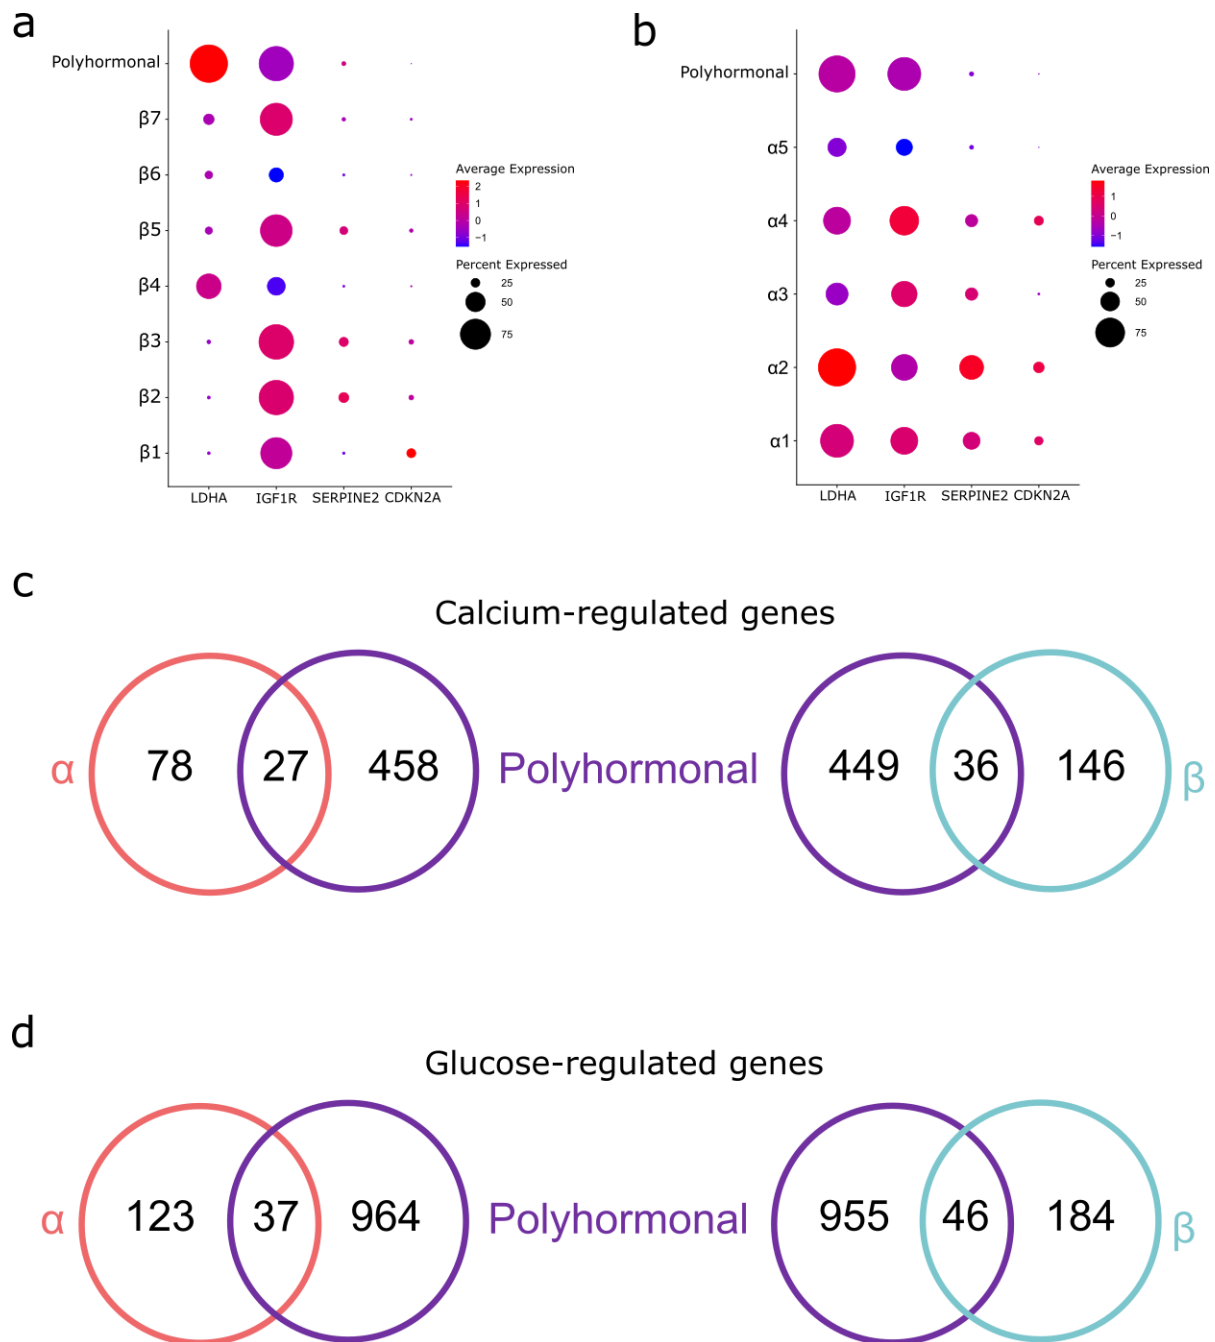 a
Polyhormonal
β7
β6
β5
β4
β3
β2
β1
LDHA IGF1R SERPINE2 CDKN2A
Average Expression
2
1
0
−1
Percent Expressed
25
50
75
b
Polyhormonal
α5
α4
α3
α2
α1
LDHA IGF1R SERPINE2 CDKN2A
Average Expression
1
0
−1
Percent Expressed
25
50
75
c
Calcium-regulated genes
α 78 27 458 Polyhormonal 449 36 146 β
d
Glucose-regulated genes
α 123 37 964 Polyhormonal 955 46 184 β